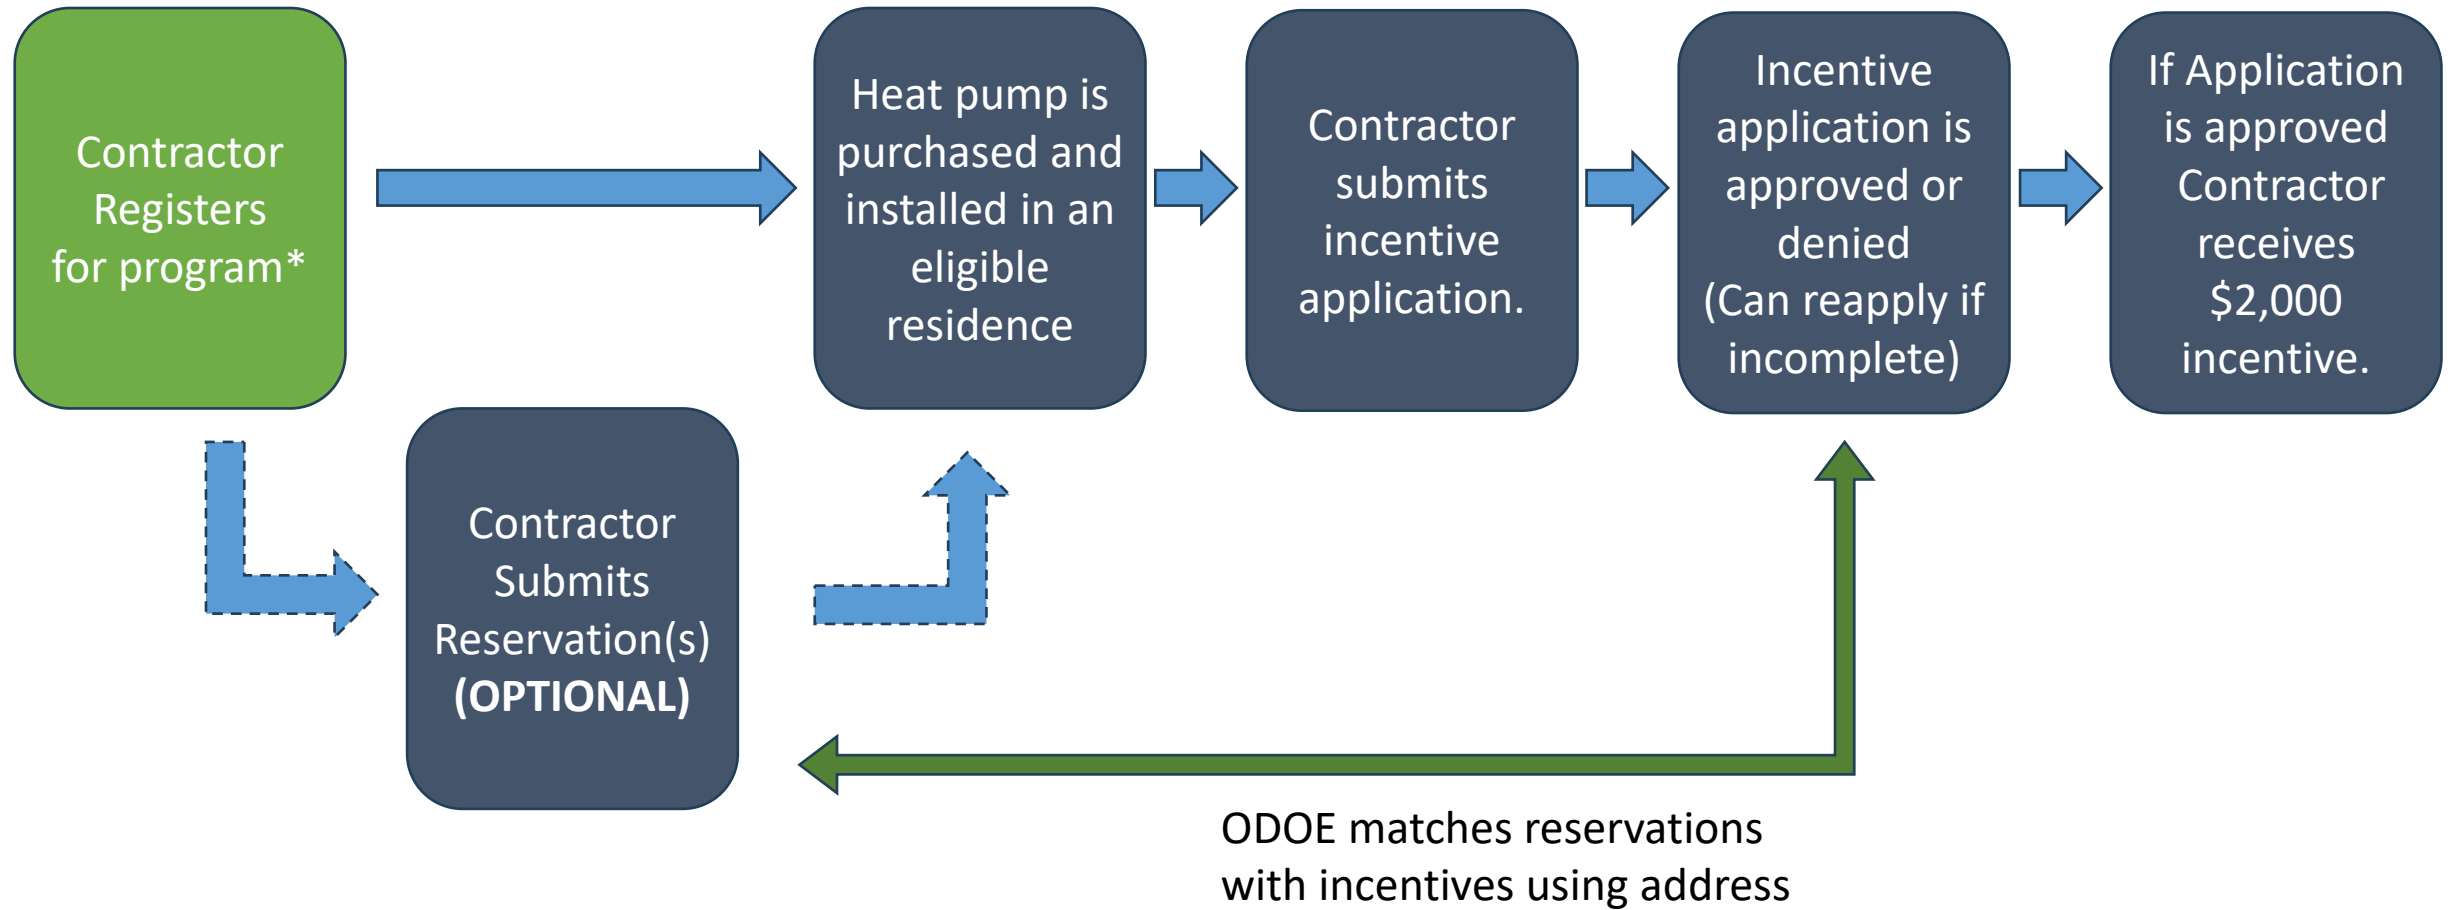 Contractor
Registers
for program*
Heat pump is
purchased and
installed in an
eligible
residence
Contractor
submits
incentive
application.
Incentive
application is
approved or
denied
(Can reapply if
incomplete)
If Application
is approved
Contractor
receives
$2,000
incentive.
Contractor
Submits
Reservation(s)
(OPTIONAL)
ODOE matches reservations
with incentives using address